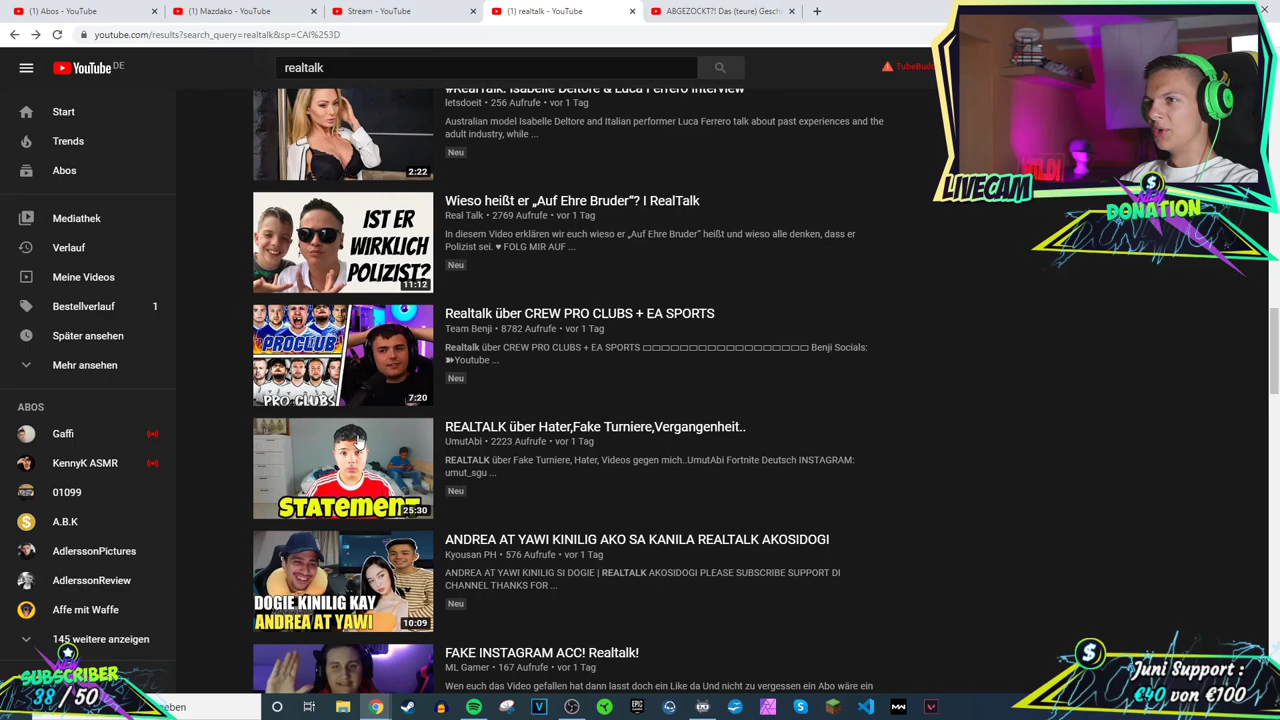 (1) Abos - YouTube
(1) Mazdako - YouTube
Stream - YouTube
(1) realtalk - YouTube
ABGEZOCKT?! Das (teure) Gesch
youtube.com/results?search_query=realtalk&sp=CAI%253D
YouTube DE
realtalk
TubeBudd
Start
Trends
Abos
Mediathek
Verlauf
Meine Videos
Bestellverlauf 1
Später ansehen
Mehr ansehen
ABOS
Gaffi
KennyK ASMR
01099
A.B.K
AdlerssonPictures
AdlerssonReview
Affe mit Waffe
145 weitere anzeigen
#RealTalk: Isabelle Deltore & Luca Ferrero Interview
letsdoeit • 256 Aufrufe • vor 1 Tag
Australian model Isabelle Deltore and Italian performer Luca Ferrero talk about past experiences and the
adult industry, while ...
Neu
2:22
so heißt er „Auf Ehre Bruder“? I RealTalk
Real Talk • 2769 Aufrufe • vor 1 Tag
In diesem Video erklären wir euch wieso er „Auf Ehre Bruder“ heißt und wieso alle denken, dass er
Polizist sei. ♥ FOLG MIR AUF ...
Neu
IST ER
WIRKLICH
POLIZIST?
11:12
Realtalk über CREW PRO CLUBS + EA SPORTS
Team Benji • 8782 Aufrufe • vor 1 Tag
Realtalk über CREW PRO CLUBS + EA SPORTS ▭▭▭▭▭▭▭▭▭▭▭▭▭▭▭▭▭▭ Benji Socials:
Youtube ...
Neu
PROCLUB
PRO CLUBS
7:20
REALTALK über Hater,Fake Turniere,Vergangenheit..
UmutAbi • 2223 Aufrufe • vor 1 Tag
REALTALK über Fake Turniere, Hater, Videos gegen mich..UmutAbi Fortnite Deutsch INSTAGRAM:
umut_sgu ...
Neu
STATEMENT
25:30
ANDREA AT YAWI KINILIG AKO SA KANILA REALTALK AKOSIDOGI
Kyousan PH • 576 Aufrufe • vor 1 Tag
ANDREA AT YAWI KINILIG SI DOGIE | REALTALK AKOSIDOGI PLEASE SUBSCRIBE SUPPORT DI
CHANNEL THANKS FOR ...
Neu
DOGIE KINILIG KAY
ANDREA AT YAWI
10:09
FAKE INSTAGRAM ACC! Realtalk!
ML Gamer • 167 Aufrufe • vor 1 Tag
Wen euch das Video gefallen hat dann lasst doch ein Like da Und nicht zu vergessen ein Abo wäre ein
LIVECAM
NEW
DONATION
NEW
SUBSCRIBER
38 / 50
Juni Support :
€40 von €100
geben
EPIC
GAMES
MW